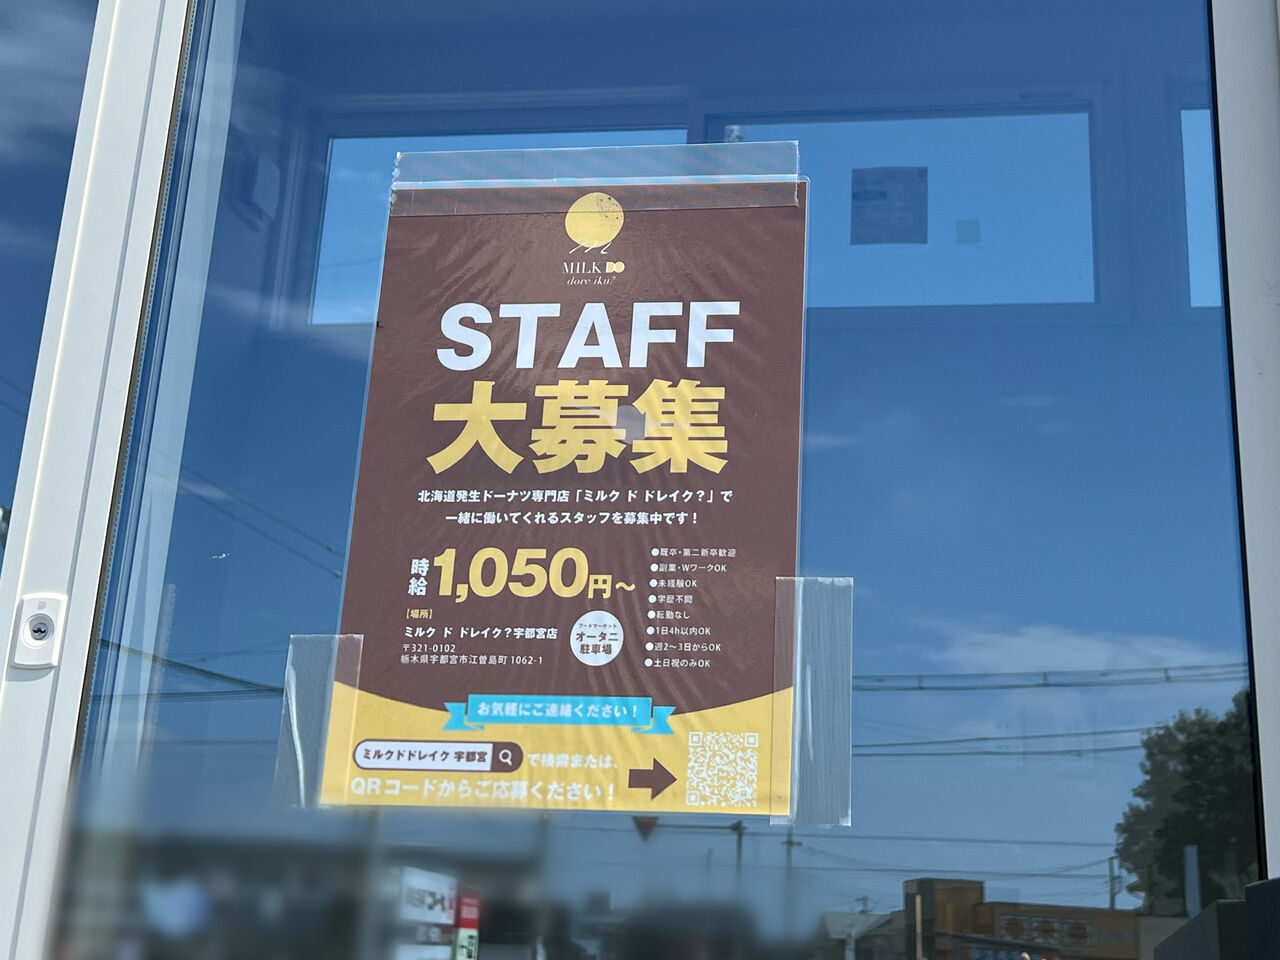 MILK DO
dore iku?
STAFF
大募集
北海道発生ドーナツ専門店「ミルク ド ドレイク？」で
一緒に働いてくれるスタッフを募集中です！
時給1,050円～
【場所】
ミルク ド ドレイク？宇都宮店
〒321-0102
栃木県宇都宮市江曽島町1062-1
フードマーケット
オータニ
駐車場
●既卒・第二新卒歓迎
●副業・WワークOK
●未経験OK
●学歴不問
●転勤なし
●1日4h以内OK
●週2～3日からOK
●土日祝のみOK
お気軽にご連絡ください！
ミルクドドレイク 宇都宮
で検索または、
QRコードからご応募ください！